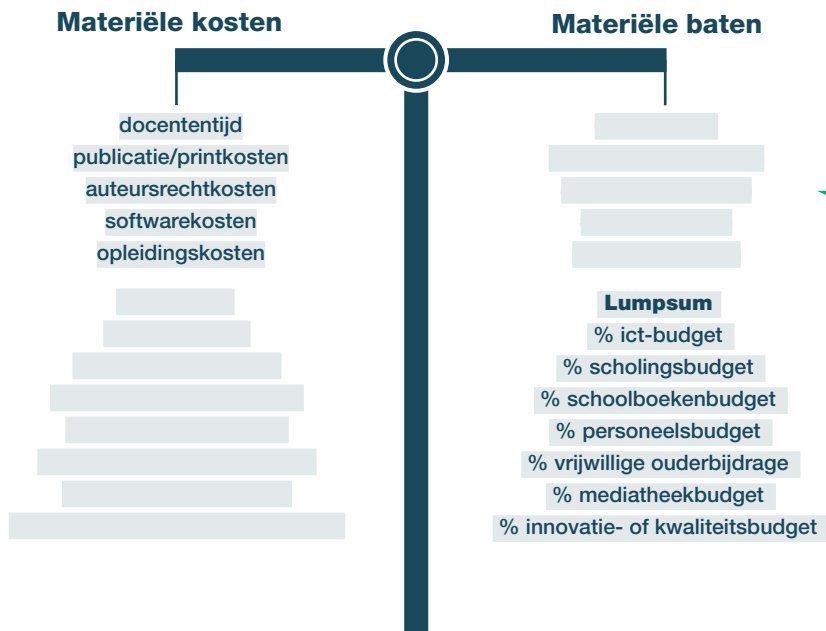 Materiële kosten
docententijd
publicatie/printkosten
auteursrechtkosten
softwarekosten
opleidingskosten
Materiële baten
Lumpsum
% ict-budget
% scholingsbudget
% schoolboekenbudget
% personeelsbudget
% vrijwillige ouderbijdrage
% mediatheekbudget
% innovatie- of kwaliteitsbudget